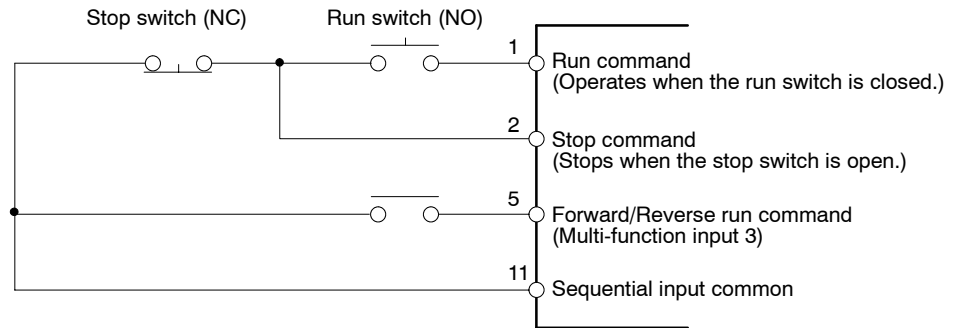 Stop switch (NC)
Run switch (NO)
1
Run command
(Operates when the run switch is closed.)
2
Stop command
(Stops when the stop switch is open.)
5
Forward/Reverse run command
(Multi-function input 3)
11
Sequential input common